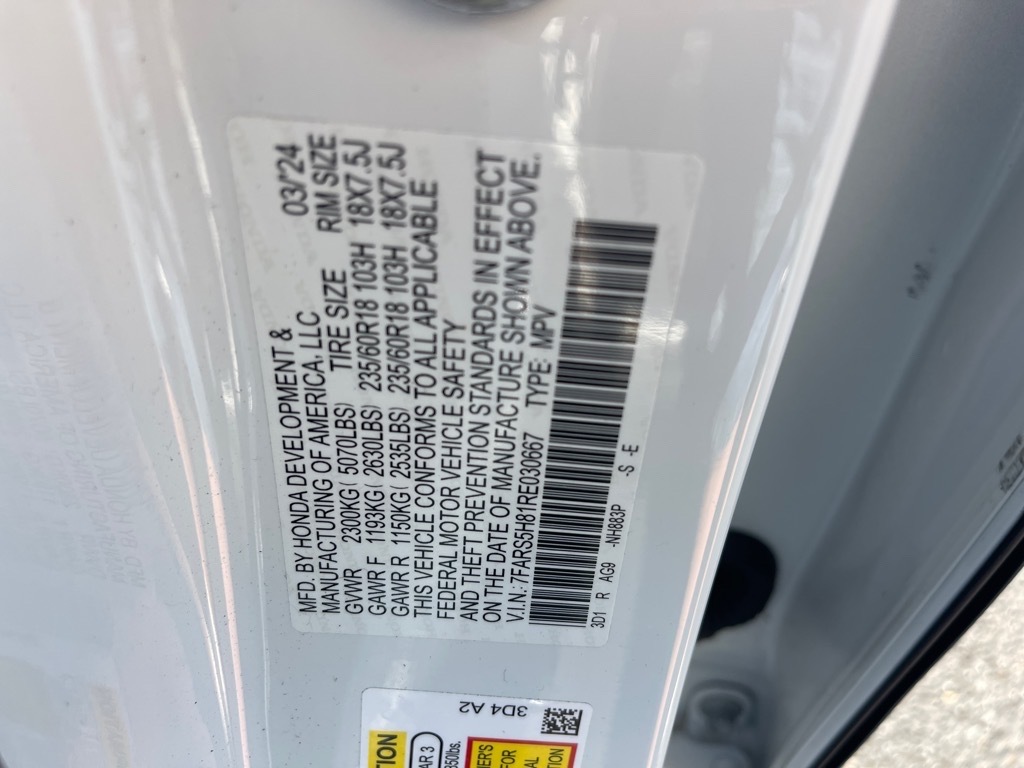 MFD. BY HONDA DEVELOPMENT & 03/'24
MANUFACTURING OF AMERICA, LLC RIM SIZE
TIRE SIZE
GVWR 2300KG( 5070LBS)
GAWR F 1193KG( 2630LBS) 235/60R18 103H 18X7.5J
GAWR R 1150KG( 2535LBS) 235/60R18 103H 18X7.5J
THIS VEHICLE CONFORMS TO ALL APPLICABLE
FEDERAL MOTOR VEHICLE SAFETY
AND THEFT PREVENTION STANDARDS IN EFFECT
ON THE DATE OF MANUFACTURE SHOWN ABOVE.
V.I.N.: 7FARS5H81RE030667 TYPE: MPV
3D1 R AG9 -NH883P -S -E
3D4 A2